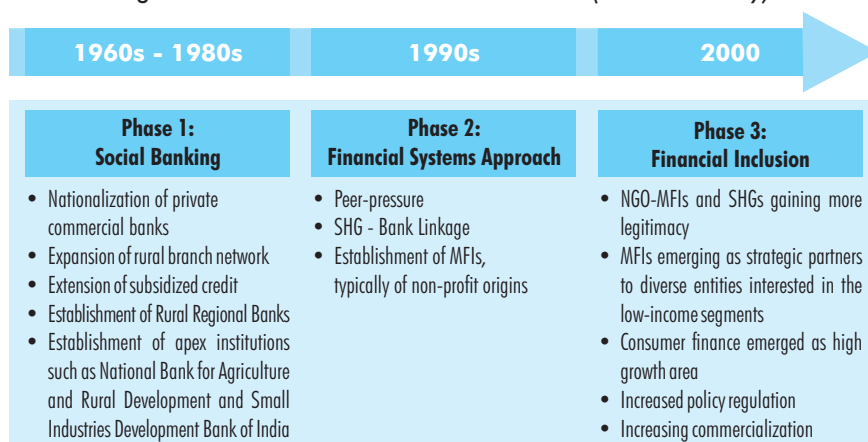 1960s - 1980s
1990s
2000
Phase 1:
Social Banking
• Nationalization of private
commercial banks
• Expansion of rural branch network
• Extension of subsidized credit
• Establishment of Rural Regional Banks
• Establishment of apex institutions
such as National Bank for Agriculture
and Rural Development and Small
Industries Development Bank of India
Phase 2:
Financial Systems Approach
• Peer-pressure
• SHG - Bank Linkage
• Establishment of MFIs,
typically of non-profit origins
Phase 3:
Financial Inclusion
• NGO-MFIs and SHGs gaining more
legitimacy
• MFIs emerging as strategic partners
to diverse entities interested in the
low-income segments
• Consumer finance emerged as high
growth area
• Increased policy regulation
• Increasing commercialization